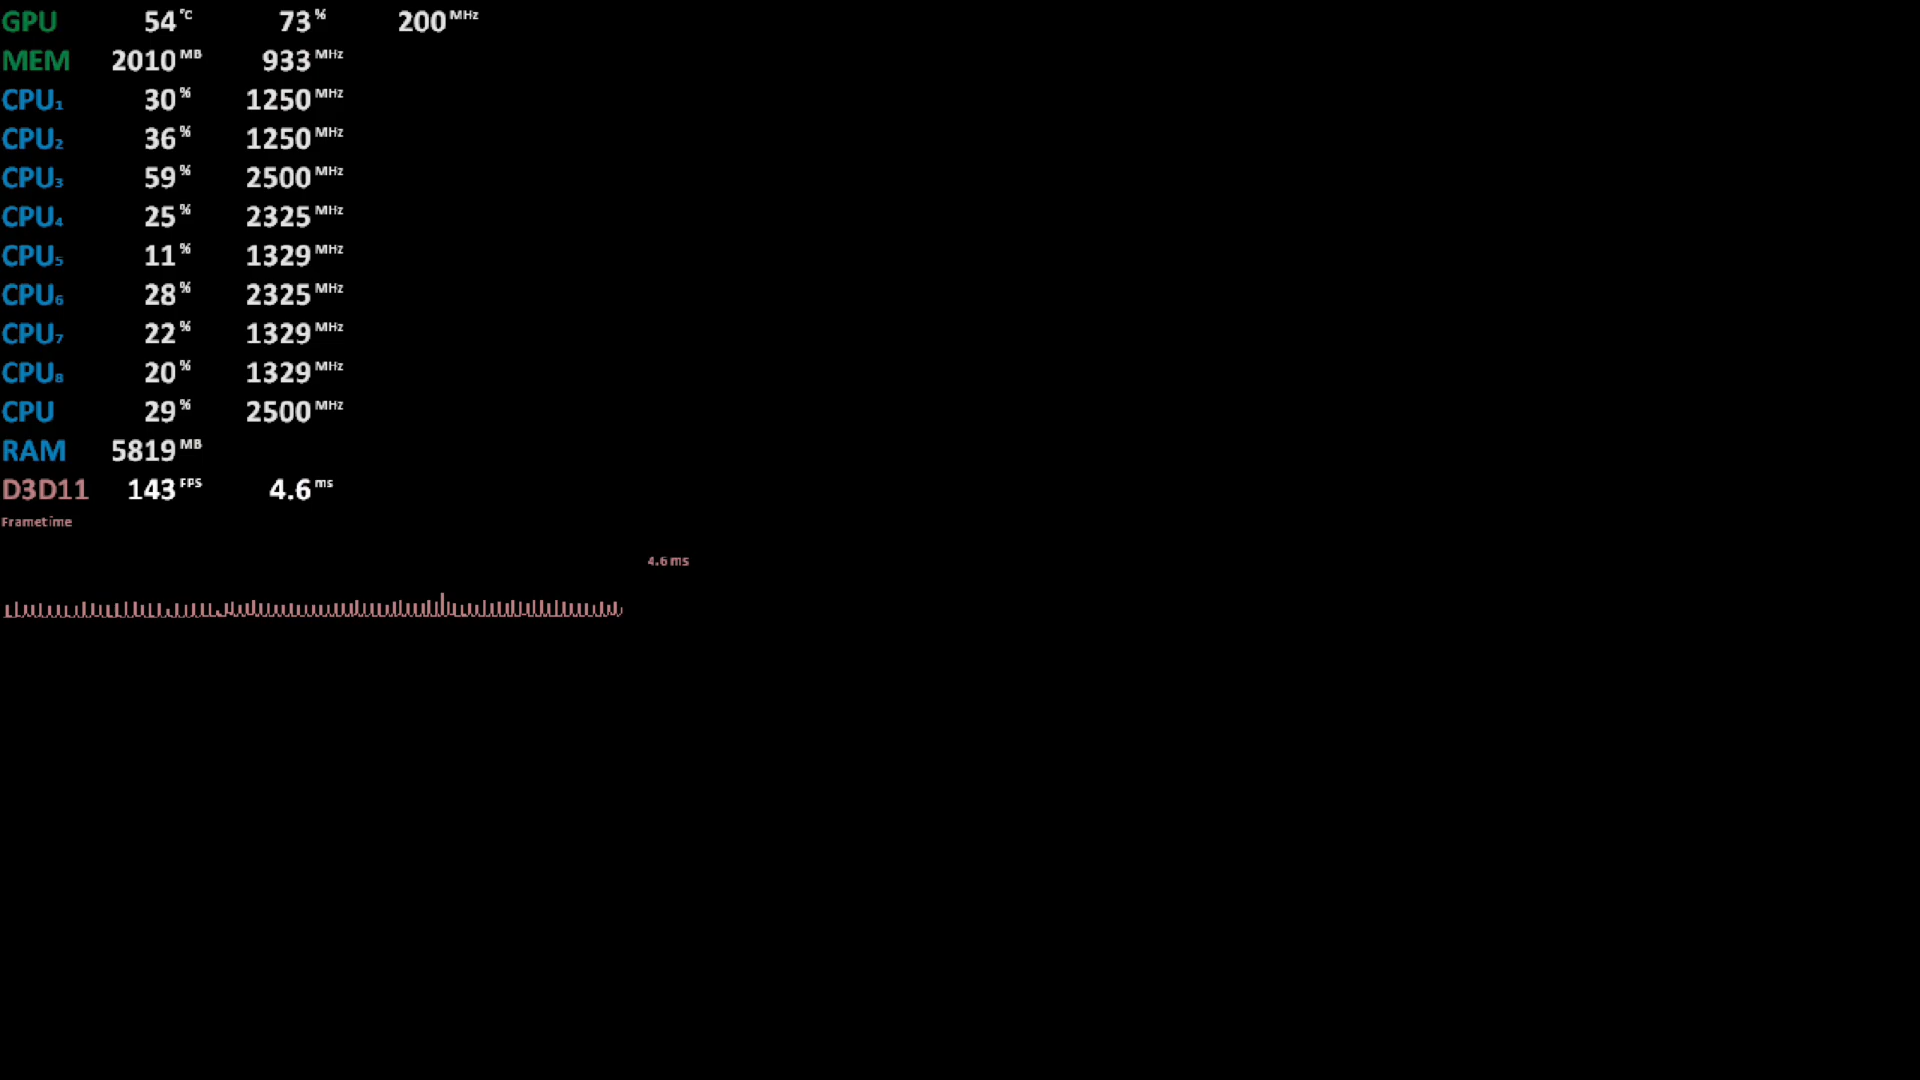 GPU 54 °C 73 % 200 MHz
MEM 2010 MB 933 MHz
CPU1 30 % 1250 MHz
CPU2 36 % 1250 MHz
CPU3 59 % 2500 MHz
CPU4 25 % 2325 MHz
CPU5 11 % 1329 MHz
CPU6 28 % 2325 MHz
CPU7 22 % 1329 MHz
CPU8 20 % 1329 MHz
CPU 29 % 2500 MHz
RAM 5819 MB
D3D11 143 FPS 4.6 ms
Frametime
4.6 ms